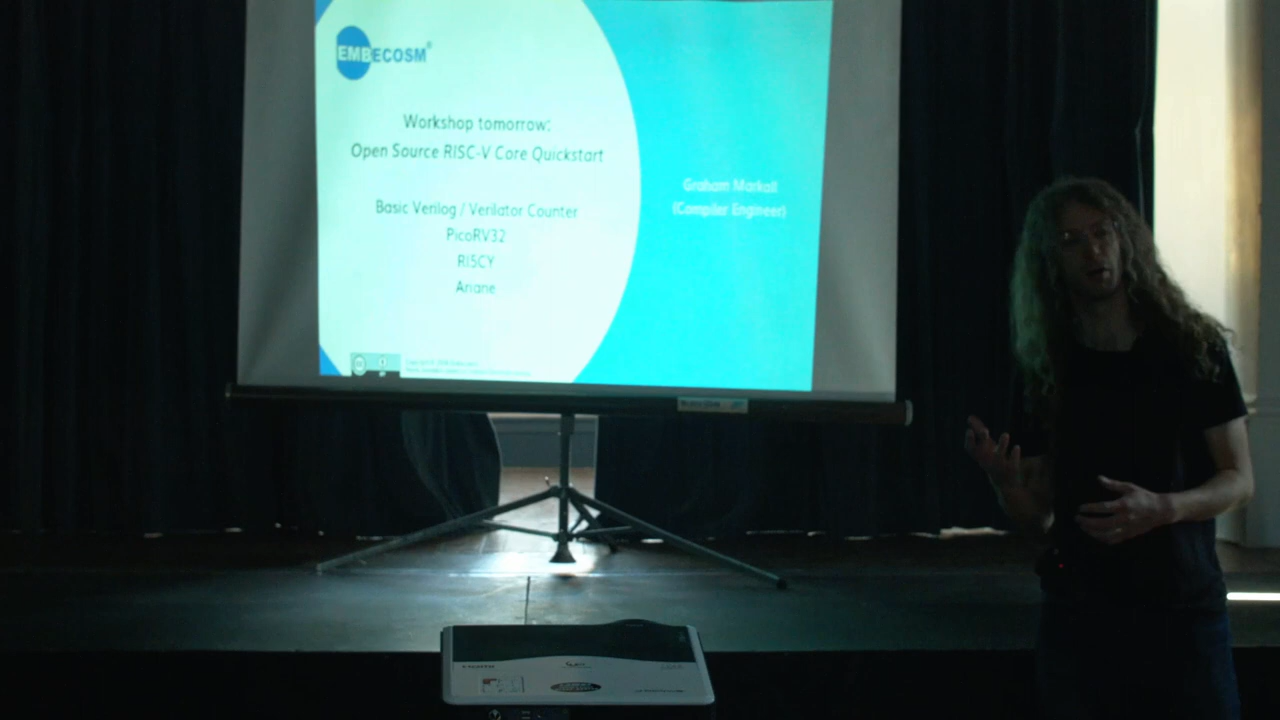 EMBECOSM®
Workshop tomorrow:
Open Source RISC-V Core Quickstart
Basic Verilog / Verilator Counter
PicoRV32
RI5CY
Ariane
Graham Markall
(Compiler Engineer)